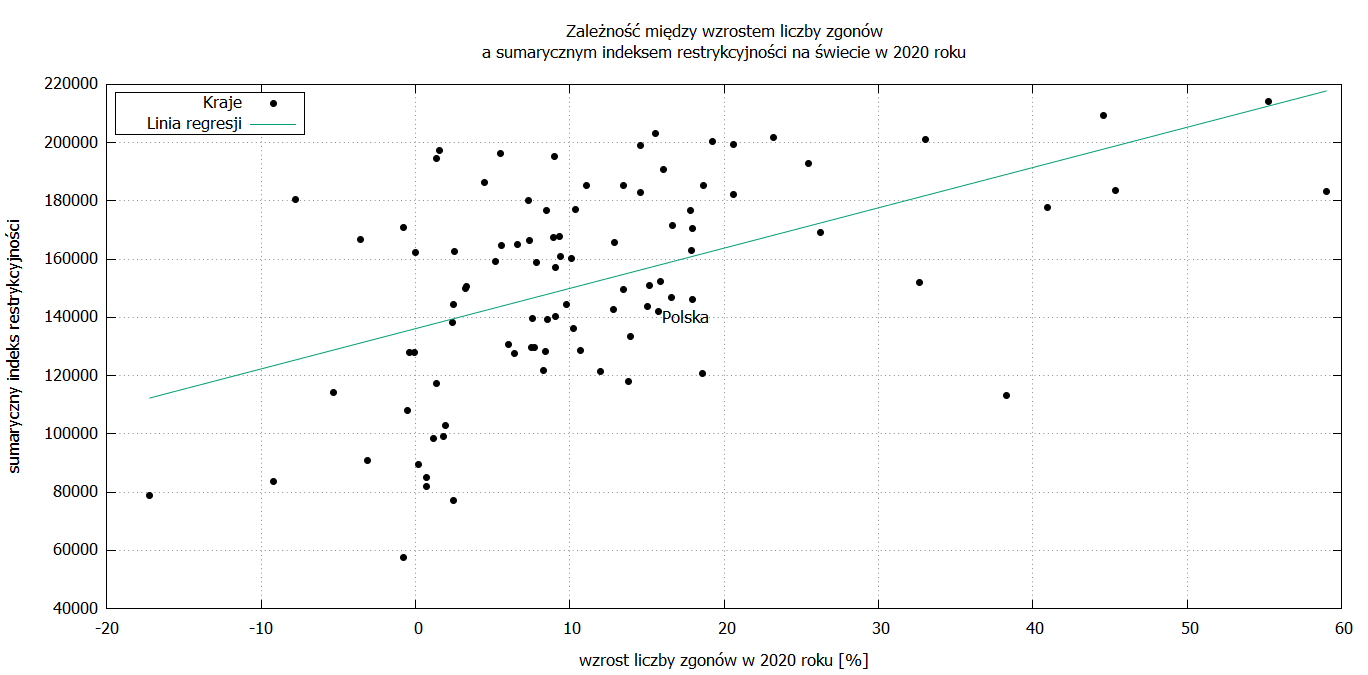 Zależność między wzrostem liczby zgonów
a sumarycznym indeksem restrykcyjności na świecie w 2020 roku
220000
200000
180000
160000
140000
120000
100000
80000
60000
40000
Kraje
Linia regresji
sumaryczny indeks restrykcyjności
Polska
-20
-10
0
10
20
30
40
50
60
wzrost liczby zgonów w 2020 roku [%]